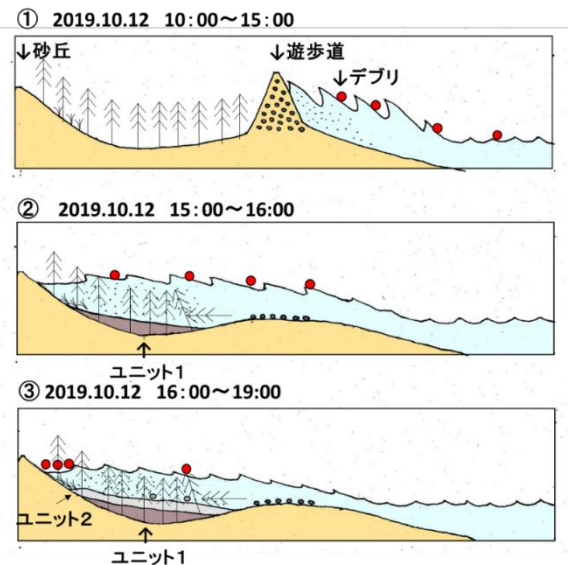 ① 2019.10.12 10:00~15:00
↓砂丘
↓遊歩道
↓デブリ
② 2019.10.12 15:00~16:00
↑
ユニット1
③ 2019.10.12 16:00~19:00
ユニット2
↑
ユニット1